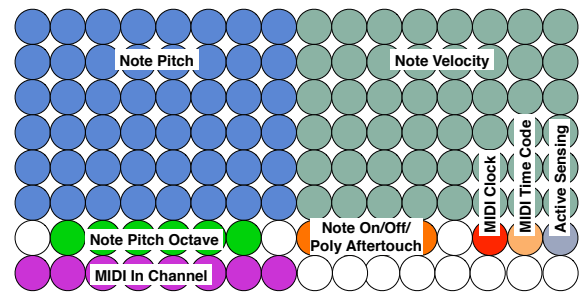 Note Pitch
Note Velocity
MIDI Clock
MIDI Time Code
Active Sensing
Note Pitch Octave
Note On/Off/
Poly Aftertouch
MIDI In Channel